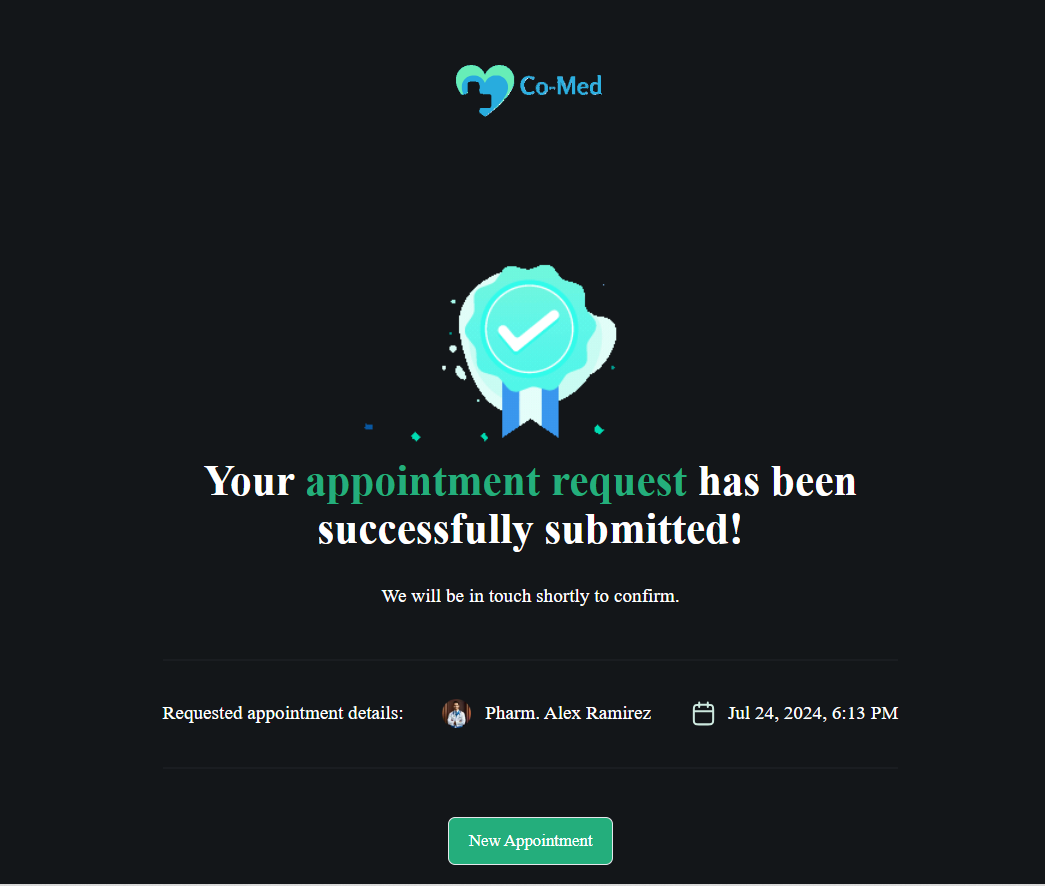 Co-Med
Your appointment request has been
successfully submitted!
We will be in touch shortly to confirm.
Requested appointment details: Pharm. Alex Ramirez Jul 24, 2024, 6:13 PM
New Appointment